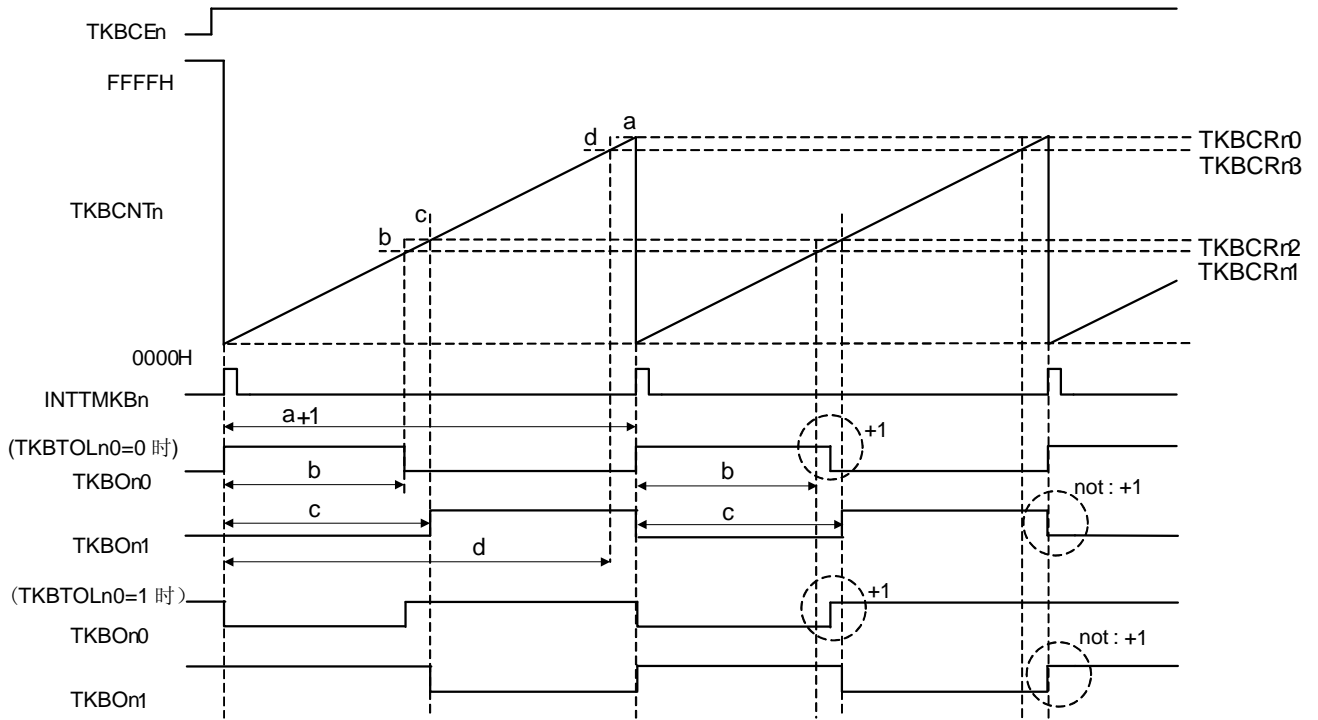 TKBCEn
FFFFH
a
d
TKBCRn0
TKBCRn3
TKBCNTn
c
b
TKBCRn2
TKBCRn1
0000H
INTTMKBn
a+1
(TKBTOLn0=0 时)
+1
TKBOn0
b
b
not : +1
c
c
TKBOn1
d
(TKBTOLn0=1 时)
+1
TKBOn0
not : +1
TKBOn1